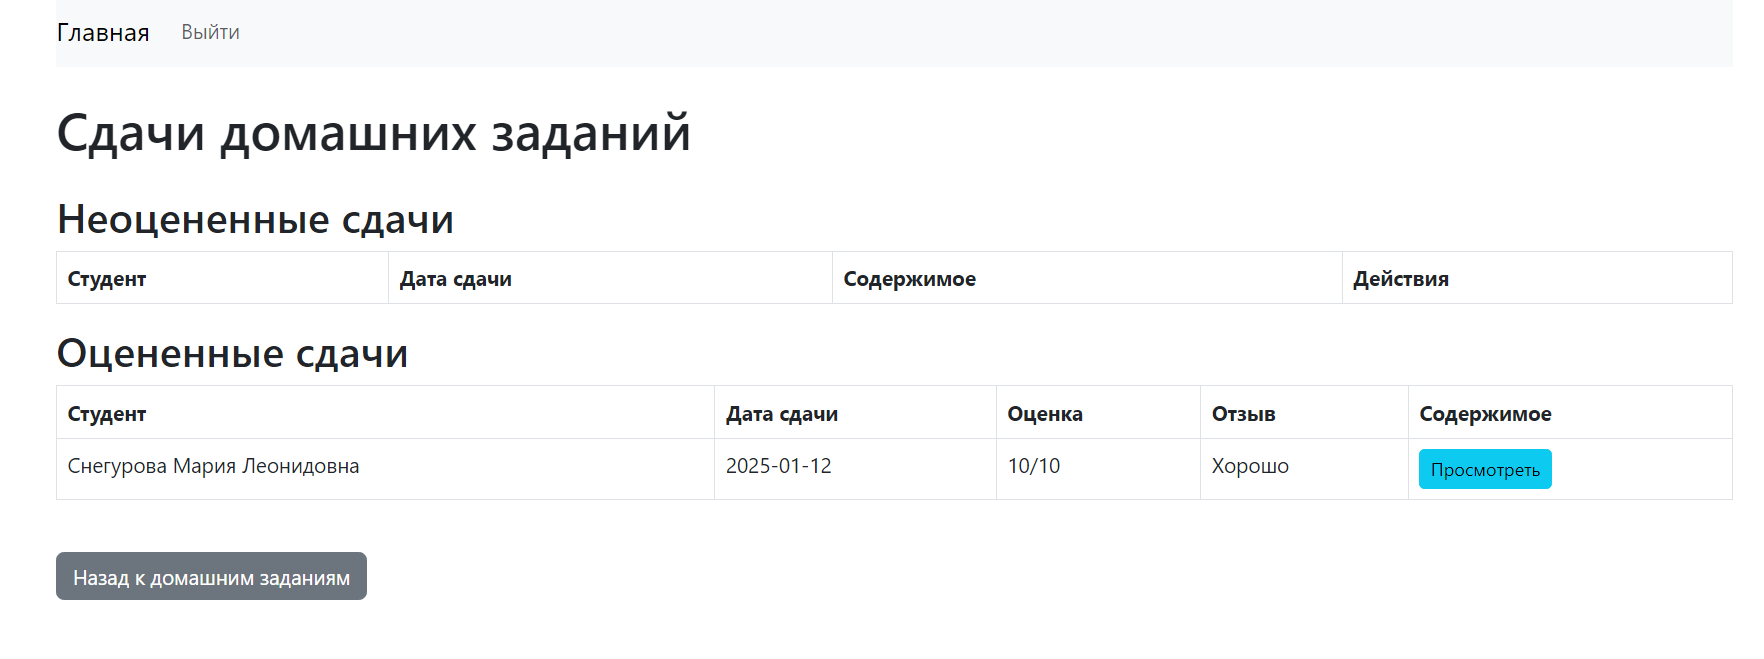 Главная Выйти
Сдачи домашних заданий
Неоцененные сдачи
Студент Дата сдачи Содержимое Действия
Оцененные сдачи
Студент Дата сдачи Оценка Отзыв Содержимое
Снегурова Мария Леонидовна 2025-01-12 10/10 Хорошо Просмотреть
Назад к домашним заданиям